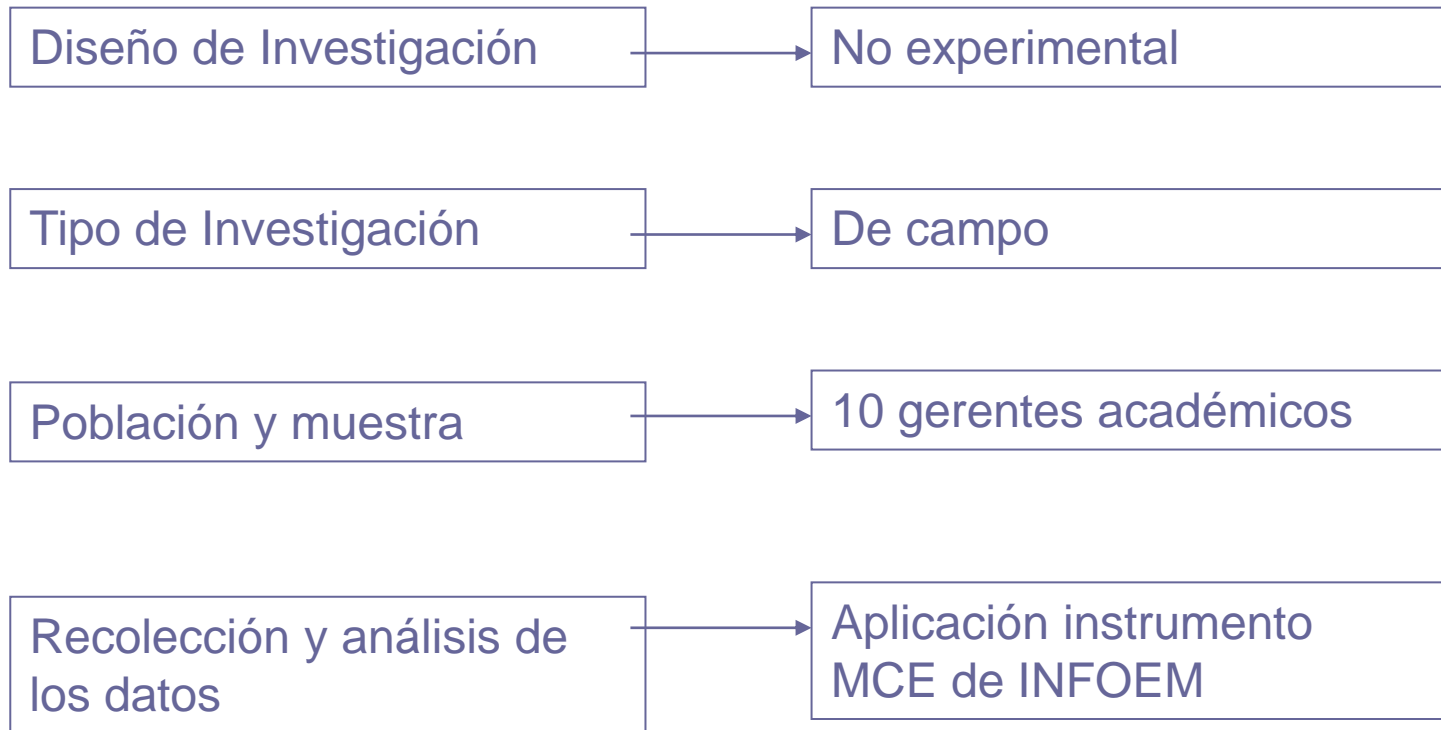 Diseño de Investigación
No experimental
Tipo de Investigación
De campo
Población y muestra
10 gerentes académicos
Recolección y análisis de
los datos
Aplicación instrumento
MCE de INFOEM